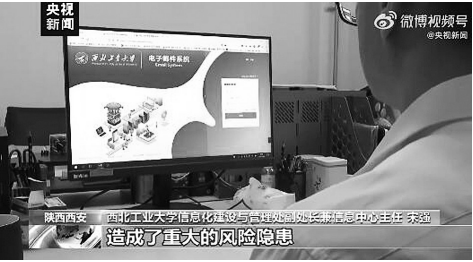 央视新闻
微博视频号
@央视新闻
西北工业大学
电子邮件系统
Email System
陕西西安
西北工业大学信息化建设与管理处副处长兼信息中心主任 宋强
造成了重大的风险隐患